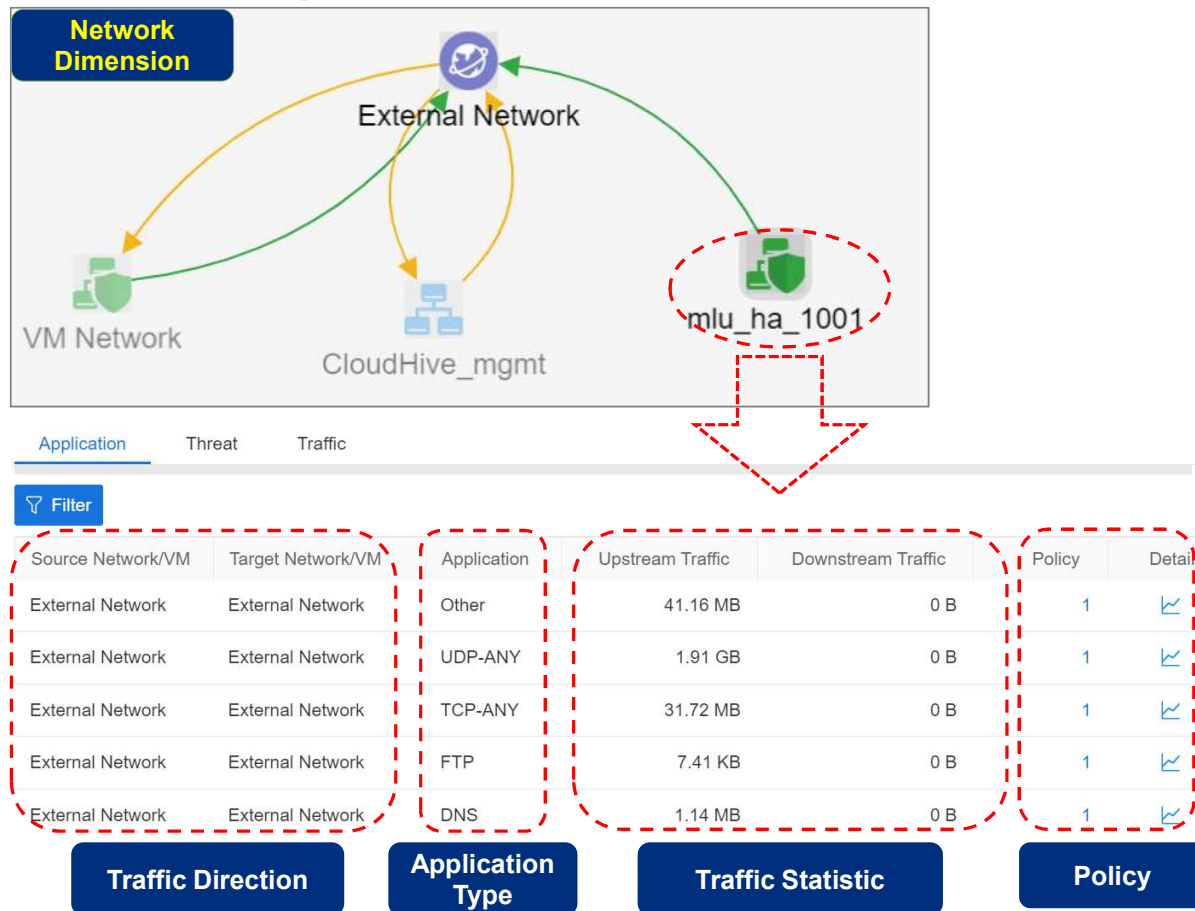 Network
Dimension
External Network
VM Network
CloudHive_mgmt
mlu_ha_1001
Application Threat Traffic
Filter
Source Network/VM Target Network/VM Application Upstream Traffic Downstream Traffic Policy Detail
External Network External Network Other 41.16 MB 0 B 1
External Network External Network UDP-ANY 1.91 GB 0 B 1
External Network External Network TCP-ANY 31.72 MB 0 B 1
External Network External Network FTP 7.41 KB 0 B 1
External Network External Network DNS 1.14 MB 0 B 1
Traffic Direction
Application
Type
Traffic Statistic
Policy